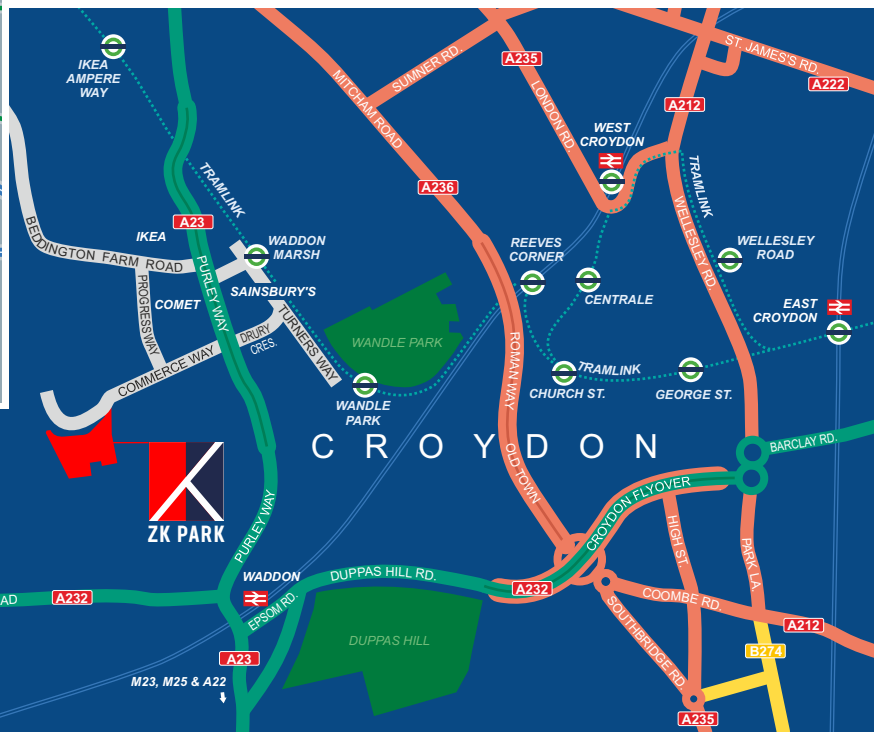 IKEA
AMPERE
WAY
MITCHAM ROAD
SUMNER RD.
A235
LONDON RD.
ST. JAMES'S RD.
A222
A212
WEST
CROYDON
TRAMLINK
TRAMLINK
A236
WELLESLEY RD.
A23
IKEA
WADDON
MARSH
REEVES
CORNER
WELLESLEY
ROAD
BEDDINGTON FARM ROAD
PURLEY WAY
PROGRESS WAY
COMET
SAINSBURY'S
CENTRALE
EAST
CROYDON
TURNERS WAY
DRURY
CRES.
WANDLE PARK
ROMAN WAY
COMMERCE WAY
TRAMLINK
CHURCH ST.
GEORGE ST.
WANDLE
PARK
CROYDON
BARCLAY RD.
OLD TOWN
CROYDON FLYOVER
PURLEY WAY
ZK PARK
HIGH ST.
PARK LA.
WADDON
DUPPAS HILL RD.
AD
A232
EPSOM RD.
A232
COOMBE RD.
A212
SOUTHBRIDGE RD.
DUPPAS HILL
B274
A23
M23, M25 & A22
A235